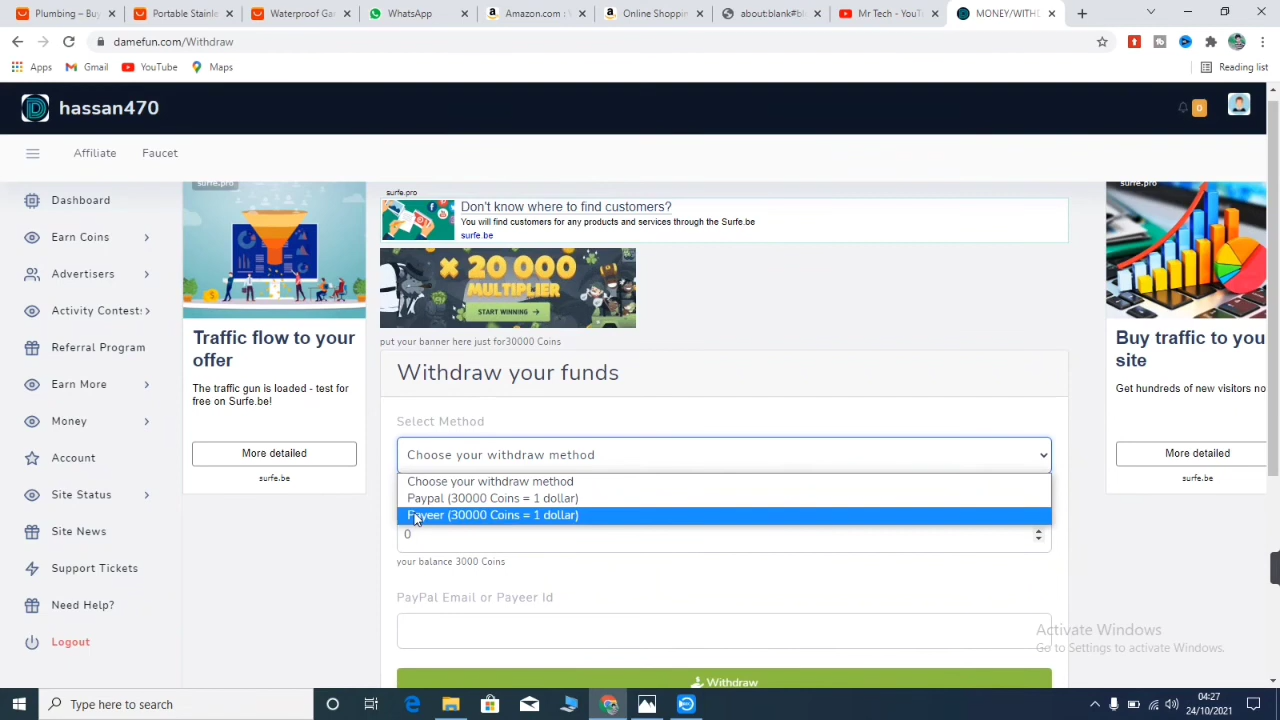 Plumbing – Buy
Portable Stainle
Waterproof Gar
WhatsApp
Amazon.com : V
Online Shoppin
about:blank#bl
Mr Tech - YouT
MONEY/WITHD
damefun.com/Withdraw
Apps
Gmail
YouTube
Maps
Reading list
hassan470
D
Affiliate
Faucet
Dashboard
Earn Coins
Advertisers
Activity Contest:
Referral Program
Earn More
Money
Account
Site Status
Site News
Support Tickets
Need Help?
Logout
surfe.pro
Traffic flow to your
offer
The traffic gun is loaded - test for
free on Surfe.be!
More detailed
surfe.be
surfe.pro
Don't know where to find customers?
You will find customers for any products and services through the Surfe.be
surfe.be
x 20 000
MULTIPLIER
START WINNING
put your banner here just for30000 Coins
Withdraw your funds
Select Method
Choose your withdraw method
Choose your withdraw method
Paypal (30000 Coins = 1 dollar)
Payeer (30000 Coins = 1 dollar)
0
your balance 3000 Coins
PayPal Email or Payeer Id
Withdraw
surfe.pro
Buy traffic to you
site
Get hundreds of new visitors no
More detailed
surfe.be
Activate Windows
Go to Settings to activate Windows.
Type here to search
04:27
24/10/2021